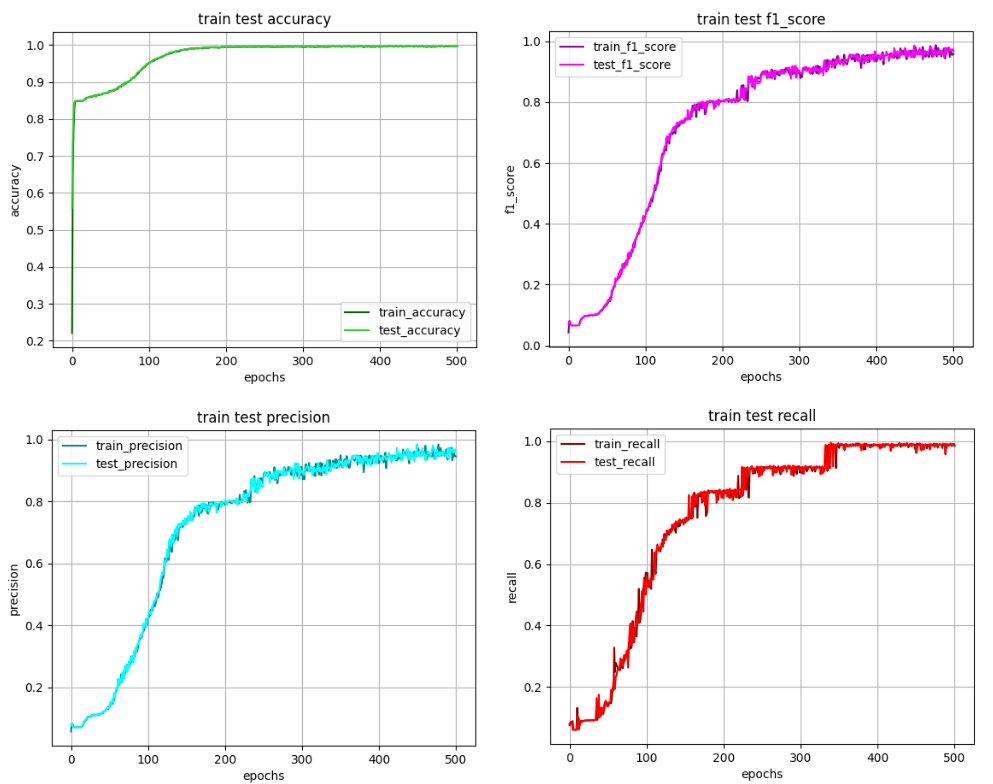 train test accuracy
1.0
0.9
0.8
0.7
0.6
0.5
0.4
0.3
0.2
accuracy
train_accuracy
test_accuracy
0 100 200 300 400 500
epochs
train test f1_score
1.0
0.8
0.6
0.4
0.2
0.0
f1_score
train_f1_score
test_f1_score
0 100 200 300 400 500
epochs
train test precision
1.0
0.8
0.6
0.4
0.2
precision
train_precision
test_precision
0 100 200 300 400 500
epochs
train test recall
1.0
0.8
0.6
0.4
0.2
recall
train_recall
test_recall
0 100 200 300 400 500
epochs